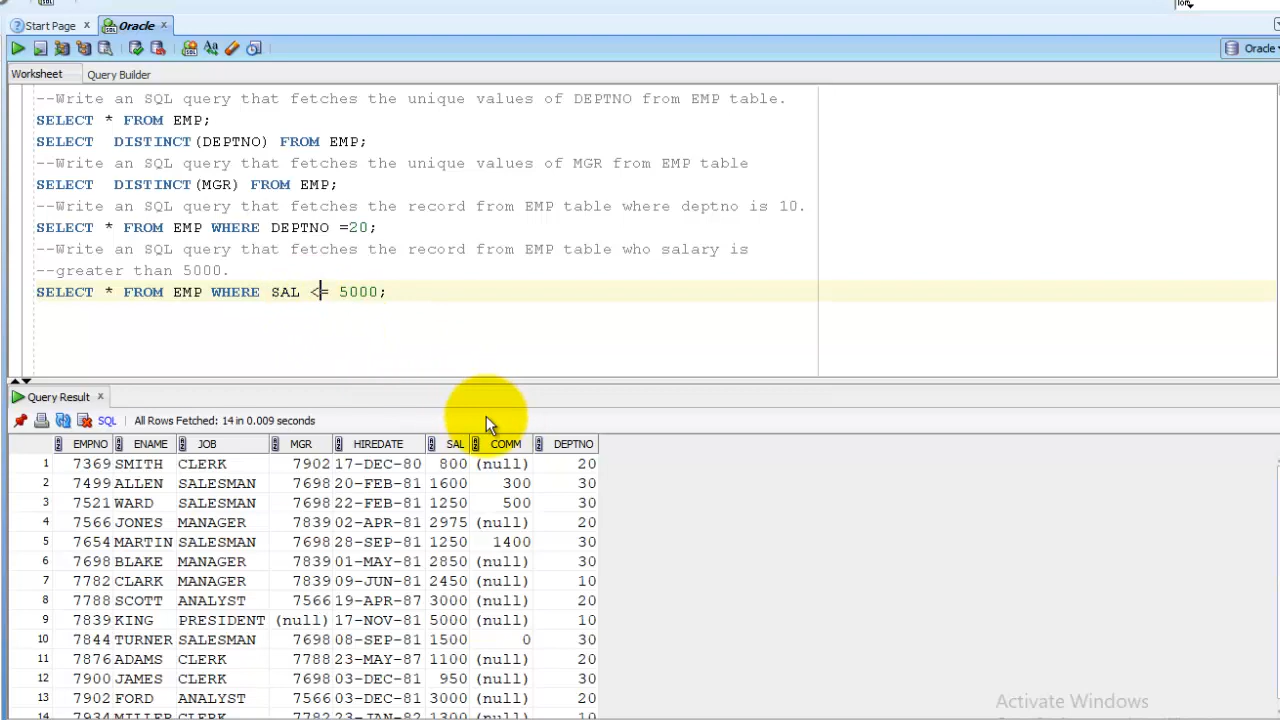 Start Page × Oracle ×
Oracle
Worksheet Query Builder
--Write an SQL query that fetches the unique values of DEPTNO from EMP table.
SELECT * FROM EMP;
SELECT DISTINCT(DEPTNO) FROM EMP;
--Write an SQL query that fetches the unique values of MGR from EMP table
SELECT DISTINCT(MGR) FROM EMP;
--Write an SQL query that fetches the record from EMP table where deptno is 10.
SELECT * FROM EMP WHERE DEPTNO =20;
--Write an SQL query that fetches the record from EMP table who salary is
--greater than 5000.
SELECT * FROM EMP WHERE SAL <= 5000;
Query Result ×
SQL | All Rows Fetched: 14 in 0.009 seconds
EMPNO ENAME JOB MGR HIREDATE SAL COMM DEPTNO
1 7369 SMITH CLERK 7902 17-DEC-80 800 (null) 20
2 7499 ALLEN SALESMAN 7698 20-FEB-81 1600 300 30
3 7521 WARD SALESMAN 7698 22-FEB-81 1250 500 30
4 7566 JONES MANAGER 7839 02-APR-81 2975 (null) 20
5 7654 MARTIN SALESMAN 7698 28-SEP-81 1250 1400 30
6 7698 BLAKE MANAGER 7839 01-MAY-81 2850 (null) 30
7 7782 CLARK MANAGER 7839 09-JUN-81 2450 (null) 10
8 7788 SCOTT ANALYST 7566 19-APR-87 3000 (null) 20
9 7839 KING PRESIDENT (null) 17-NOV-81 5000 (null) 10
10 7844 TURNER SALESMAN 7698 08-SEP-81 1500 0 30
11 7876 ADAMS CLERK 7788 23-MAY-87 1100 (null) 20
12 7900 JAMES CLERK 7698 03-DEC-81 950 (null) 30
13 7902 FORD ANALYST 7566 03-DEC-81 3000 (null) 20
14 7934 MILLER CLERK 7782 23-JAN-82 1300 (null) 10
Activate Windows